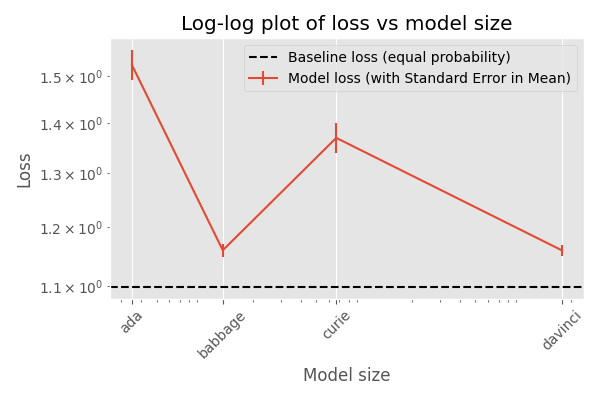 Log-log plot of loss vs model size
Baseline loss (equal probability)
Model loss (with Standard Error in Mean)
Loss
1.5 × 10⁰
1.4 × 10⁰
1.3 × 10⁰
1.2 × 10⁰
1.1 × 10⁰
ada
babbage
curie
davinci
Model size